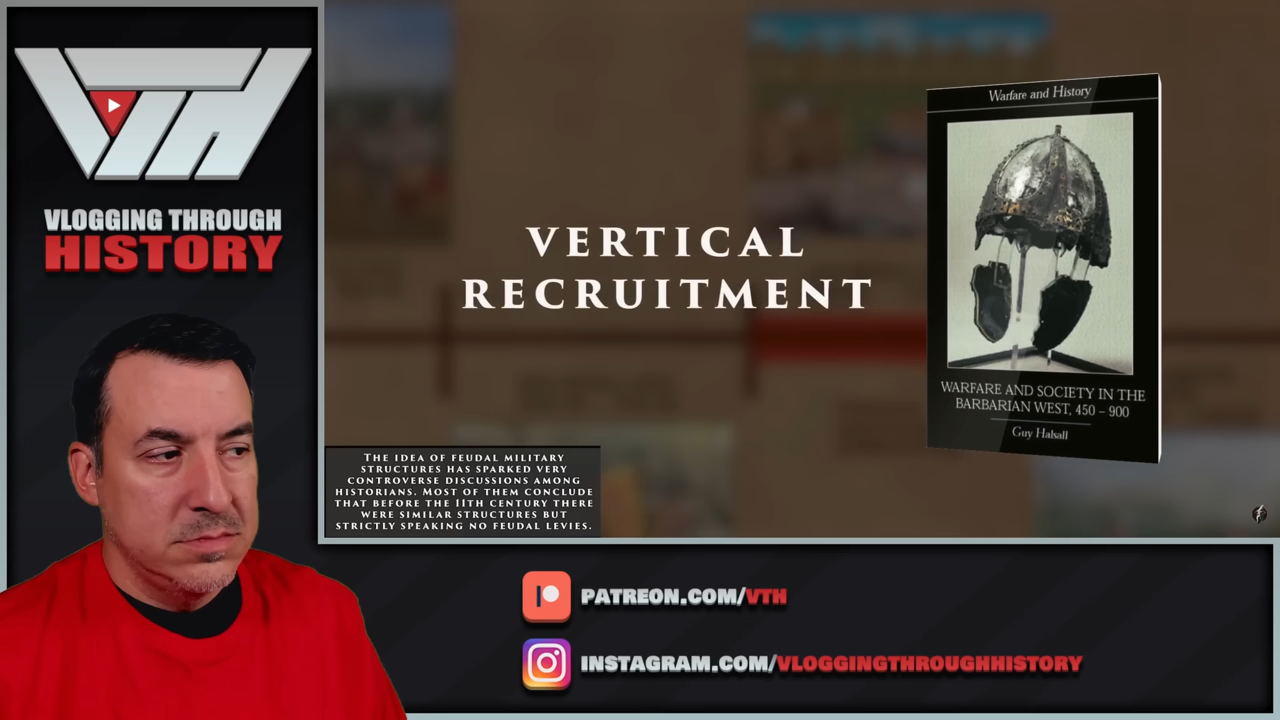 VTH
VLOGGING THROUGH
HISTORY
VERTICAL
RECRUITMENT
Warfare and History
WARFARE AND SOCIETY IN THE
BARBARIAN WEST, 450 – 900
Guy Halsall
THE IDEA OF FEUDAL MILITARY
STRUCTURES HAS SPARKED VERY
CONTROVERSE DISCUSSIONS AMONG
HISTORIANS. MOST OF THEM CONCLUDE
THAT BEFORE THE 11TH CENTURY THERE
WERE SIMILAR STRUCTURES BUT
STRICTLY SPEAKING NO FEUDAL LEVIES.
PATREON.COM/VTH
INSTAGRAM.COM/VLOGGINGTHROUGHHISTORY